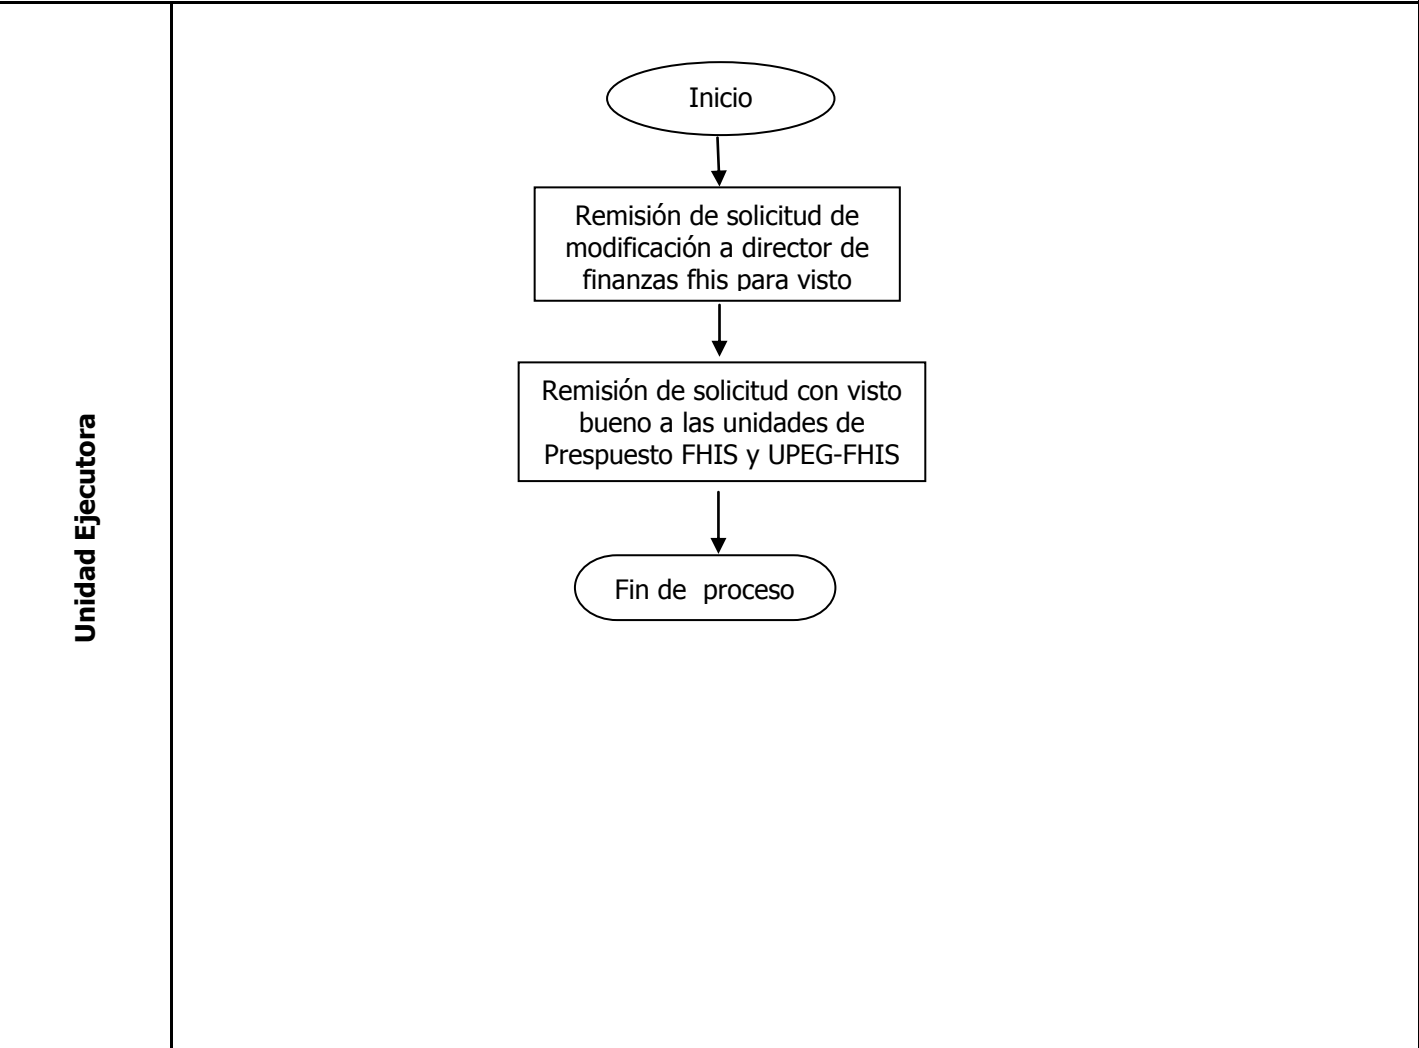 Inicio
Remisión de solicitud de
modificación a director de
finanzas fhis para visto
Remisión de solicitud con visto
bueno a las unidades de
Prespuesto FHIS y UPEG-FHIS
Fin de  proceso
Unidad Ejecutora